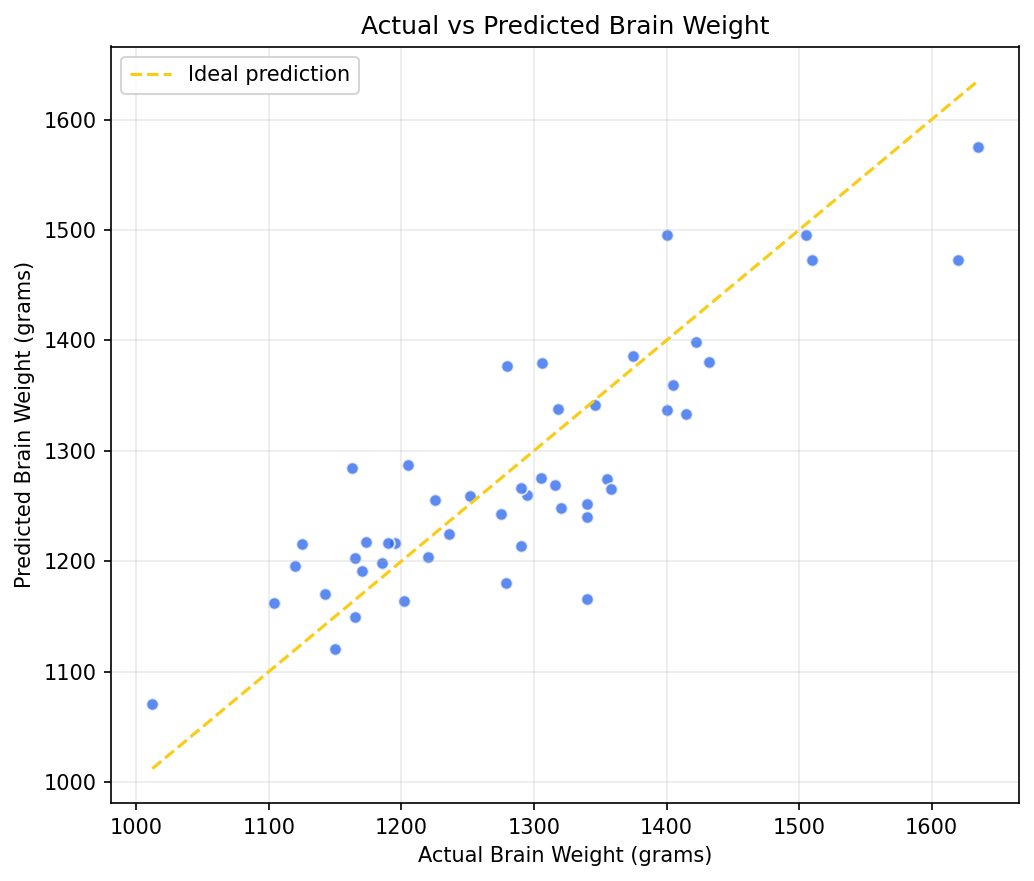 Actual vs Predicted Brain Weight
Ideal prediction
1600
1500
1400
1300
1200
1100
1000
Predicted Brain Weight (grams)
1000 1100 1200 1300 1400 1500 1600
Actual Brain Weight (grams)